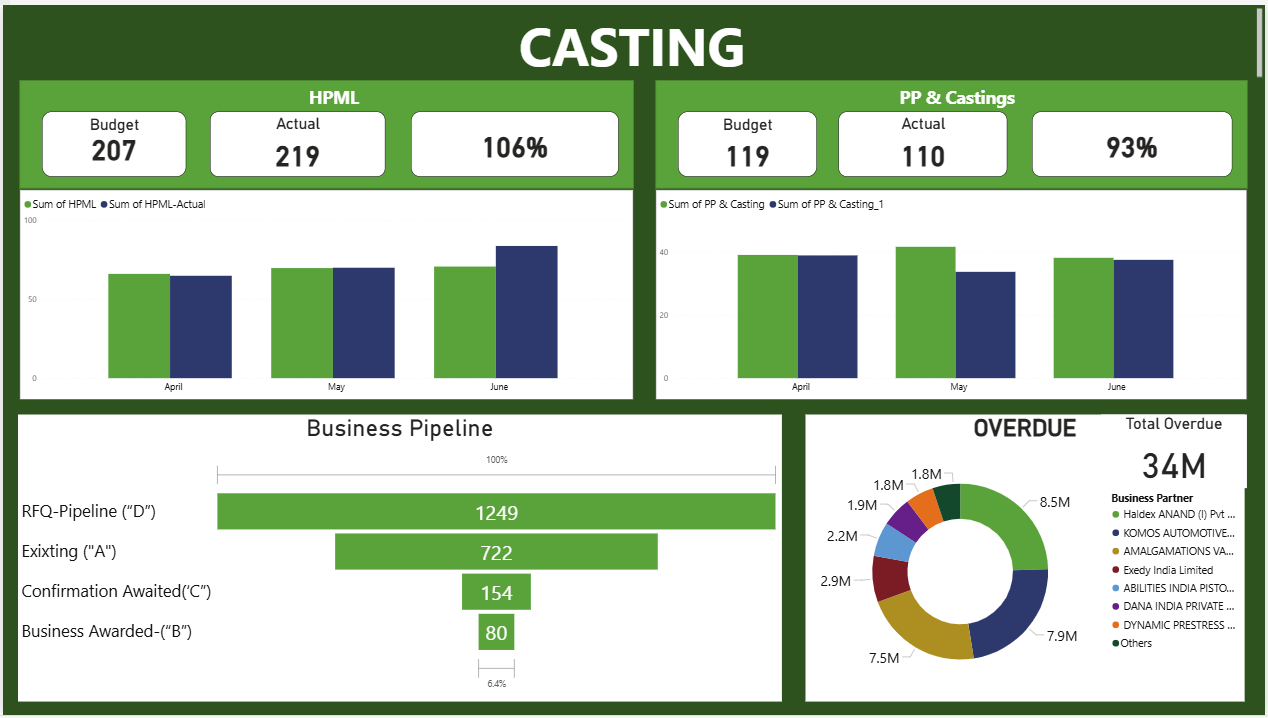 CASTING
HPML
Budget
207
Actual
219
106%
Sum of HPML Sum of HPML-Actual
100
50
0
April
May
June
PP & Castings
Budget
119
Actual
110
93%
Sum of PP & Casting Sum of PP & Casting_1
40
20
0
April
May
June
Business Pipeline
100%
RFQ-Pipeline (“D”)
1249
Exixting ("A")
722
Confirmation Awaited(‘C”)
154
Business Awarded-(“B”)
80
6.4%
OVERDUE
Total Overdue
34M
8.5M
7.9M
7.5M
2.9M
2.2M
1.9M
1.8M
1.8M
Business Partner
Haldex ANAND (I) Pvt ...
KOMOS AUTOMOTIVE...
AMALGAMATIONS VA...
Exedy India Limited
ABILITIES INDIA PISTO...
DANA INDIA PRIVATE ...
DYNAMIC PRESTRESS ...
Others